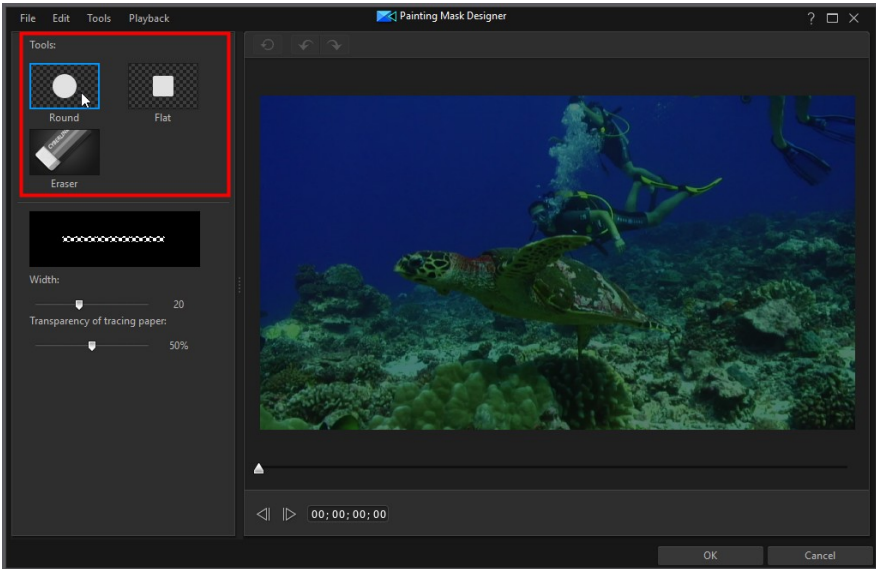 File Edit Tools Playback
Painting Mask Designer
?
Tools:
Round Flat
CYBERLINK
Eraser
Width:
20
Transparency of tracing paper:
50%
00;00;00;00
OK Cancel